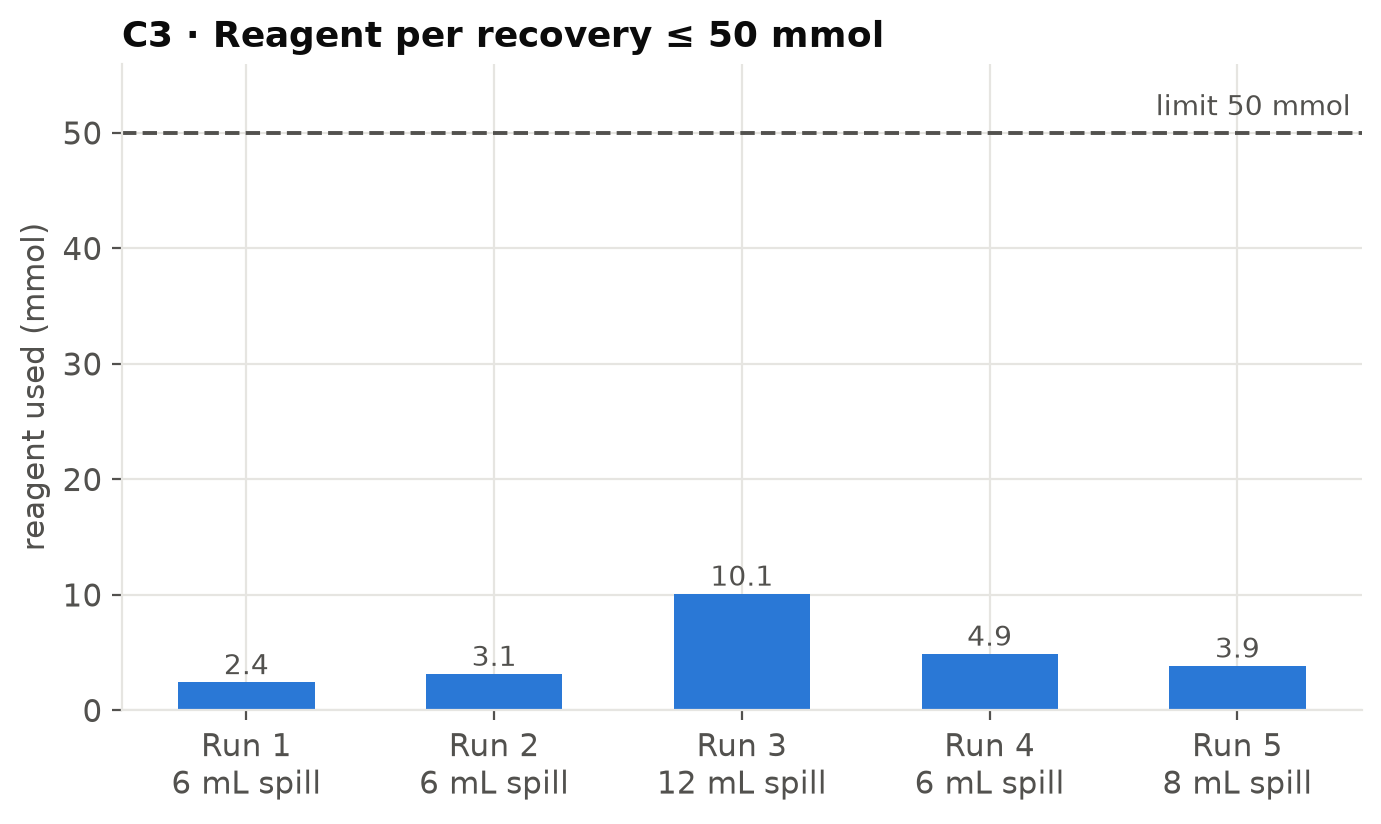 C3 · Reagent per recovery ≤ 50 mmol
limit 50 mmol
reagent used (mmol)
50
40
30
20
10
0
2.4
3.1
10.1
4.9
3.9
Run 1
6 mL spill
Run 2
6 mL spill
Run 3
12 mL spill
Run 4
6 mL spill
Run 5
8 mL spill